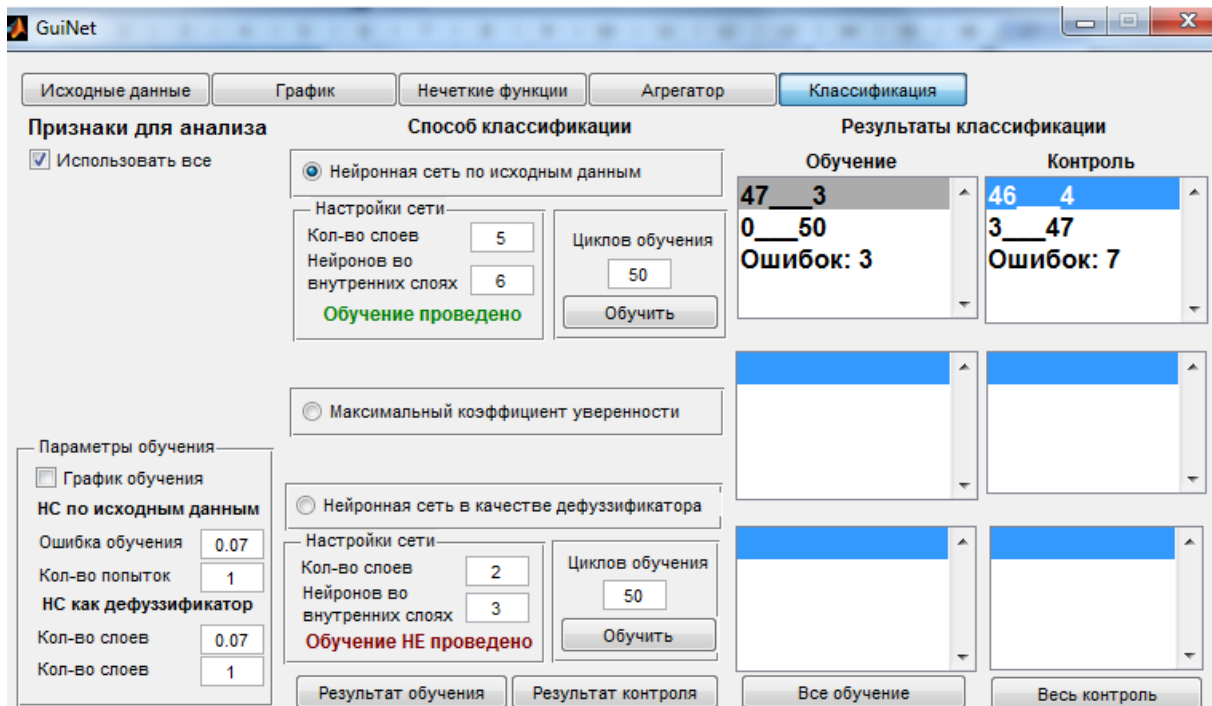 GuiNet
Исходные данные
График
Нечеткие функции
Агрегатор
Классификация
Признаки для анализа
Использовать все
Способ классификации
Нейронная сеть по исходным данным
Настройки сети
Кол-во слоев 5
Нейронов во
внутренних слоях 6
Обучение проведено
Циклов обучения
50
Обучить
Максимальный коэффициент уверенности
Нейронная сеть в качестве дефуззификатора
Настройки сети
Кол-во слоев 2
Нейронов во
внутренних слоях 3
Обучение НЕ проведено
Циклов обучения
50
Обучить
Результат обучения
Результат контроля
Параметры обучения
График обучения
НС по исходным данным
Ошибка обучения 0.07
Кол-во попыток 1
НС как дефуззификатор
Кол-во слоев 0.07
Кол-во слоев 1
Результаты классификации
Обучение
47___3
0___50
Ошибок: 3
Контроль
46___4
3___47
Ошибок: 7
Все обучение
Весь контроль